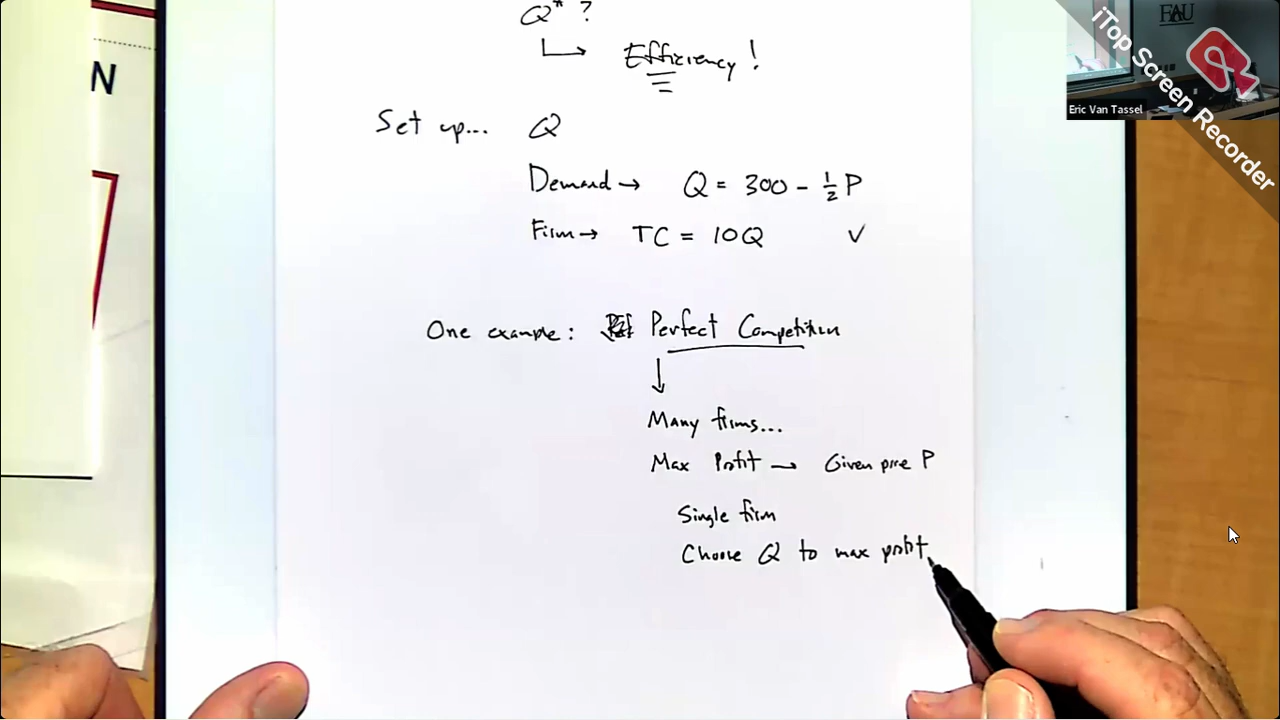 N
Q* ?
Efficiency!
Set up... Q
Demand → Q = 300 - ½ P
Firm → TC = 10Q ✓
One example: Perfect Competition
Many firms...
Max Profit → Given price P
Single firm
Choose Q to max profit
FAU
Eric Van Tassel
iTop Screen Recorder